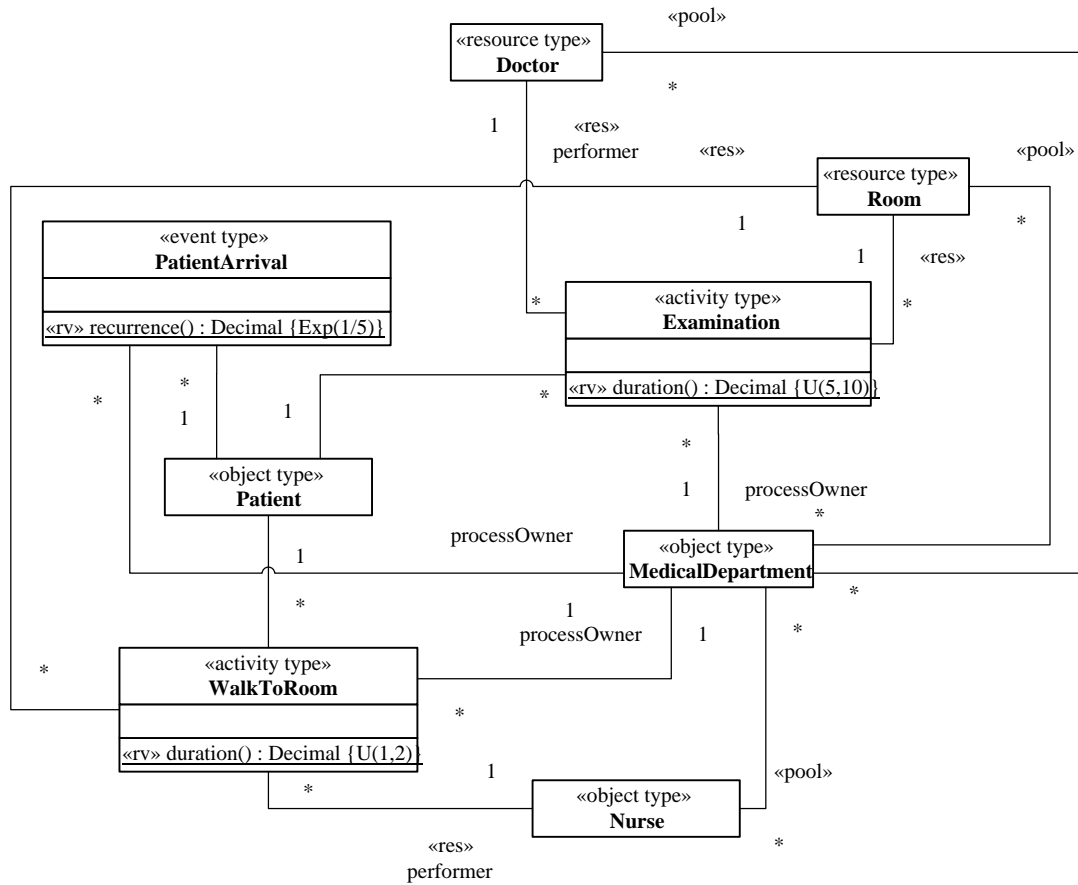 «pool»
«resource type»
Doctor
*
1
«res»
performer
«res»
«pool»
«resource type»
Room
*
1
1
«res»
«event type»
PatientArrival
«rv» recurrence() : Decimal {Exp(1/5)}
*
*
«activity type»
Examination
«rv» duration() : Decimal {U(5,10)}
*
*
*
1
1
*
*
1
processOwner
*
«object type»
Patient
1
processOwner
«object type»
MedicalDepartment
*
*
1
processOwner
1
*
*
«activity type»
WalkToRoom
«rv» duration() : Decimal {U(1,2)}
*
*
1
«pool»
«object type»
Nurse
*
«res»
performer